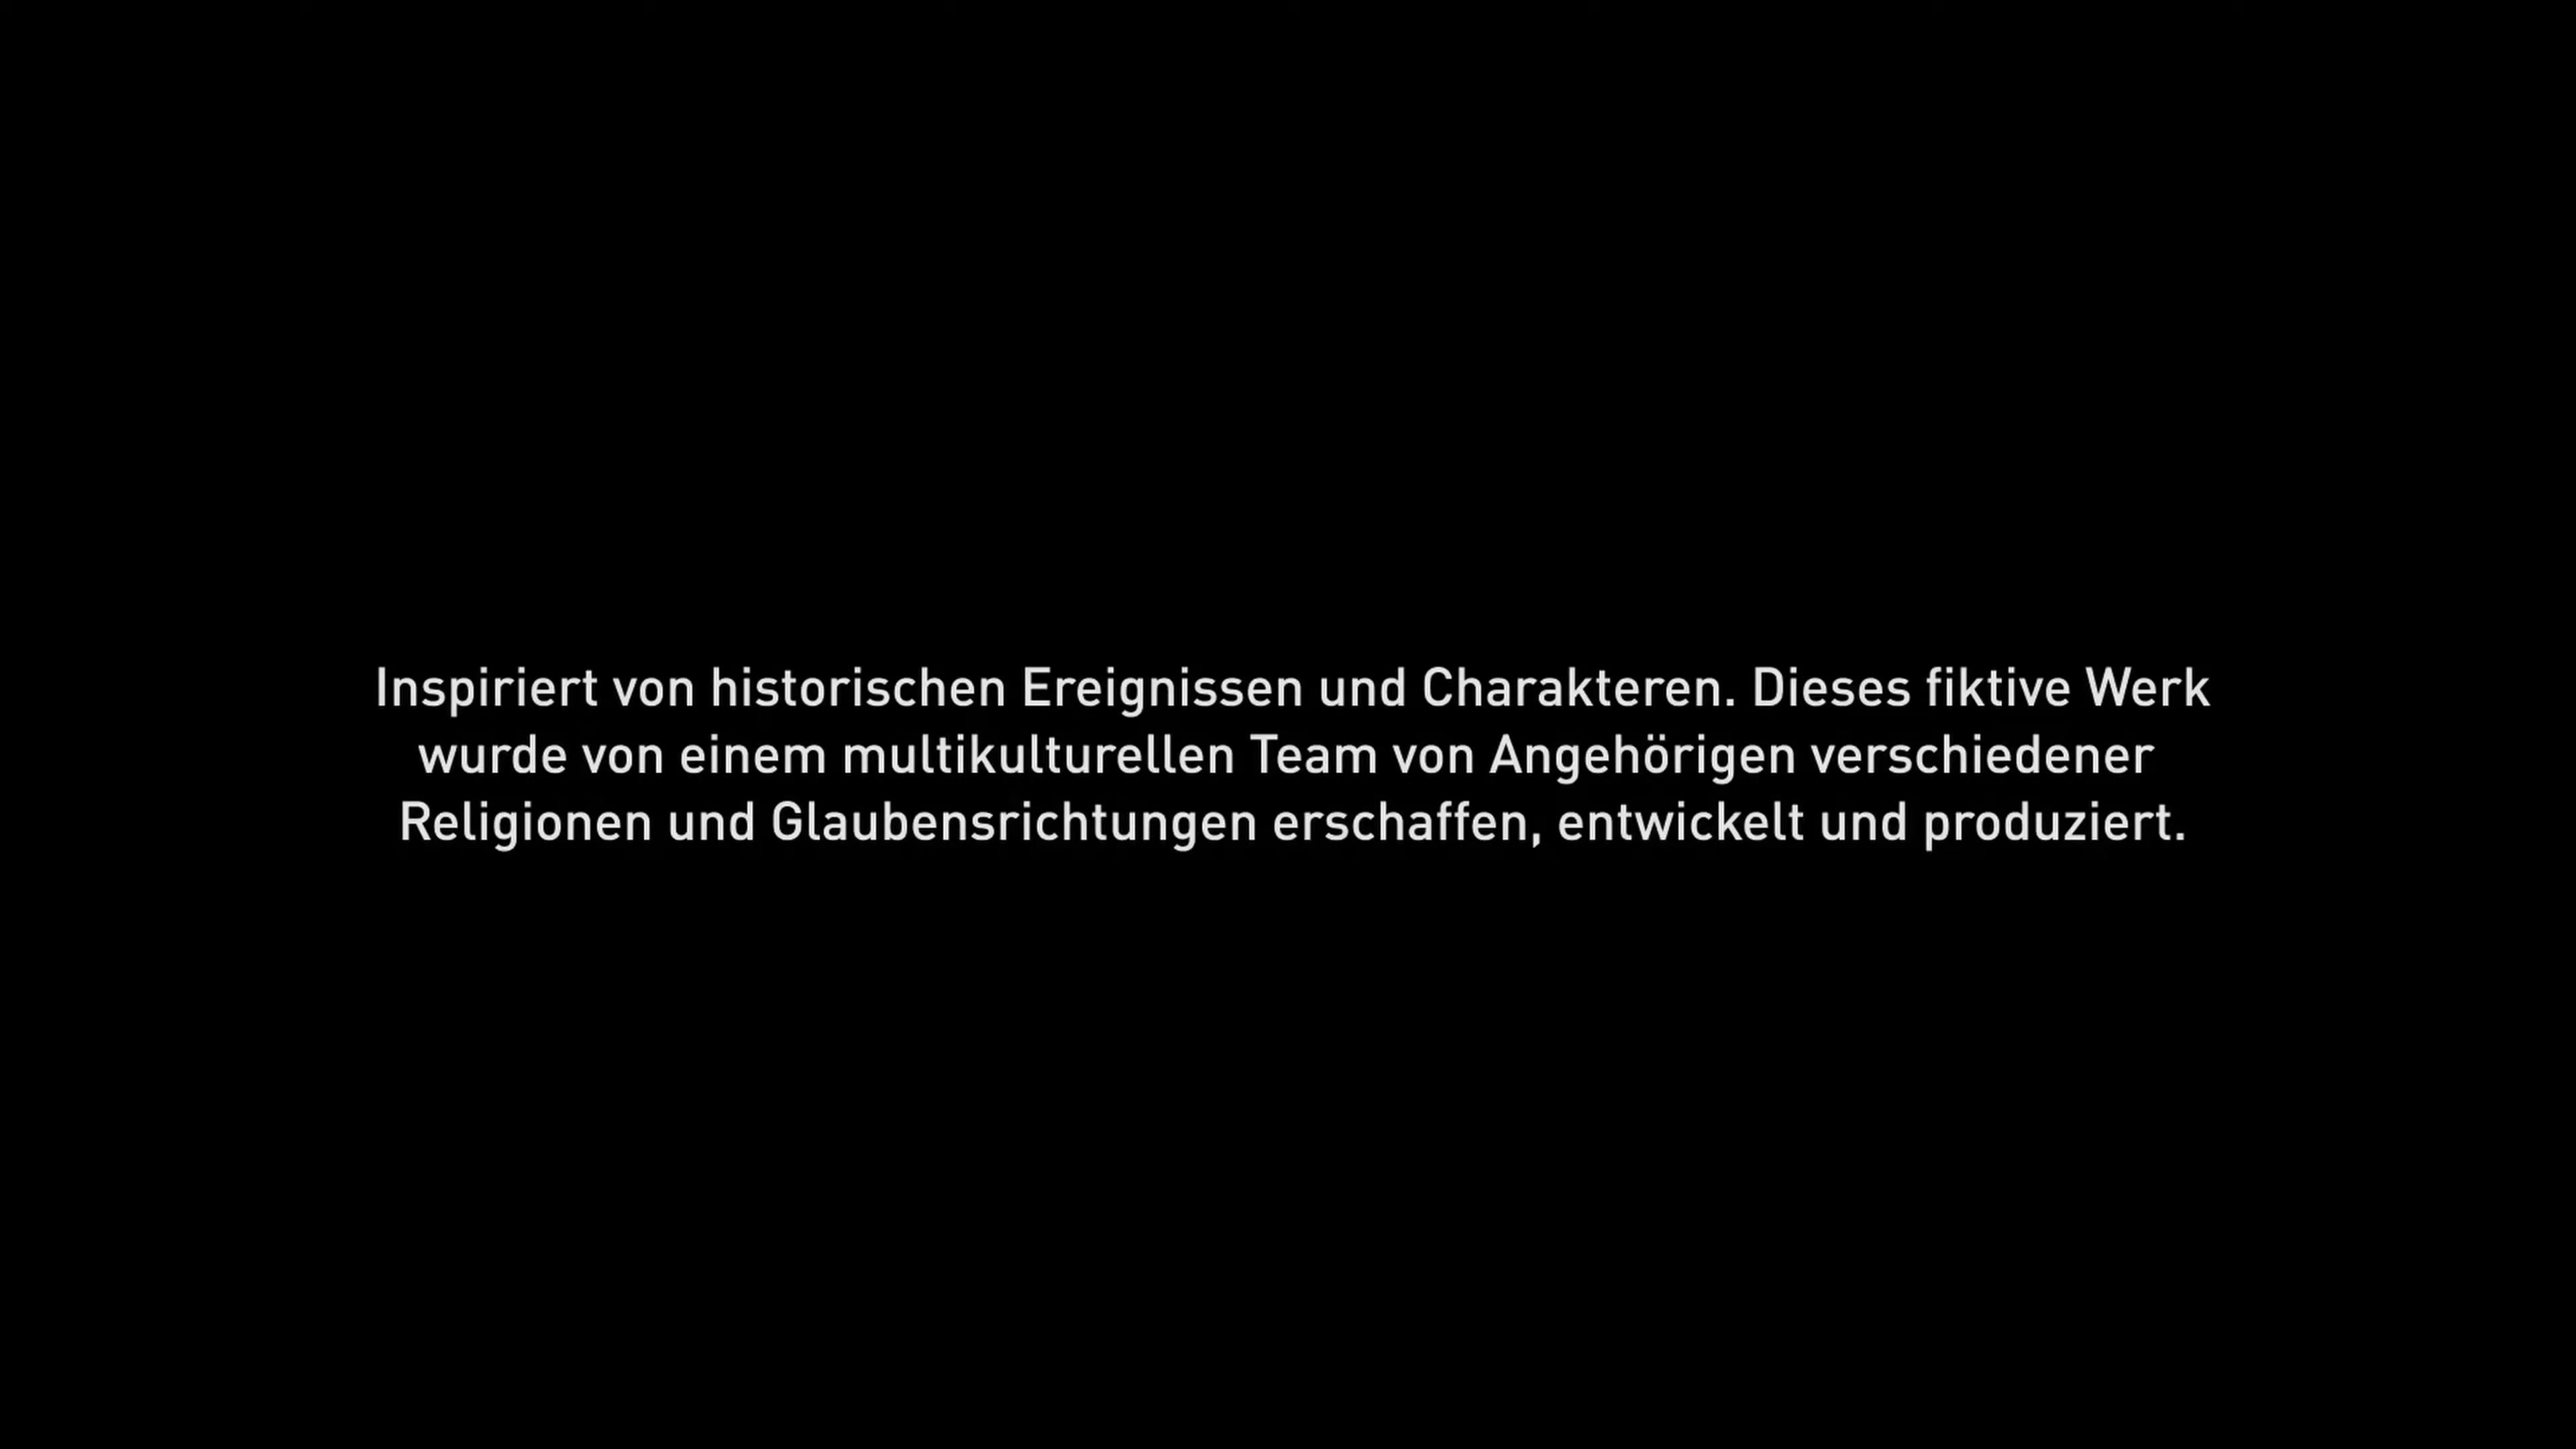 Inspiriert von historischen Ereignissen und Charakteren. Dieses fiktive Werk
wurde von einem multikulturellen Team von Angehörigen verschiedener
Religionen und Glaubensrichtungen erschaffen, entwickelt und produziert.